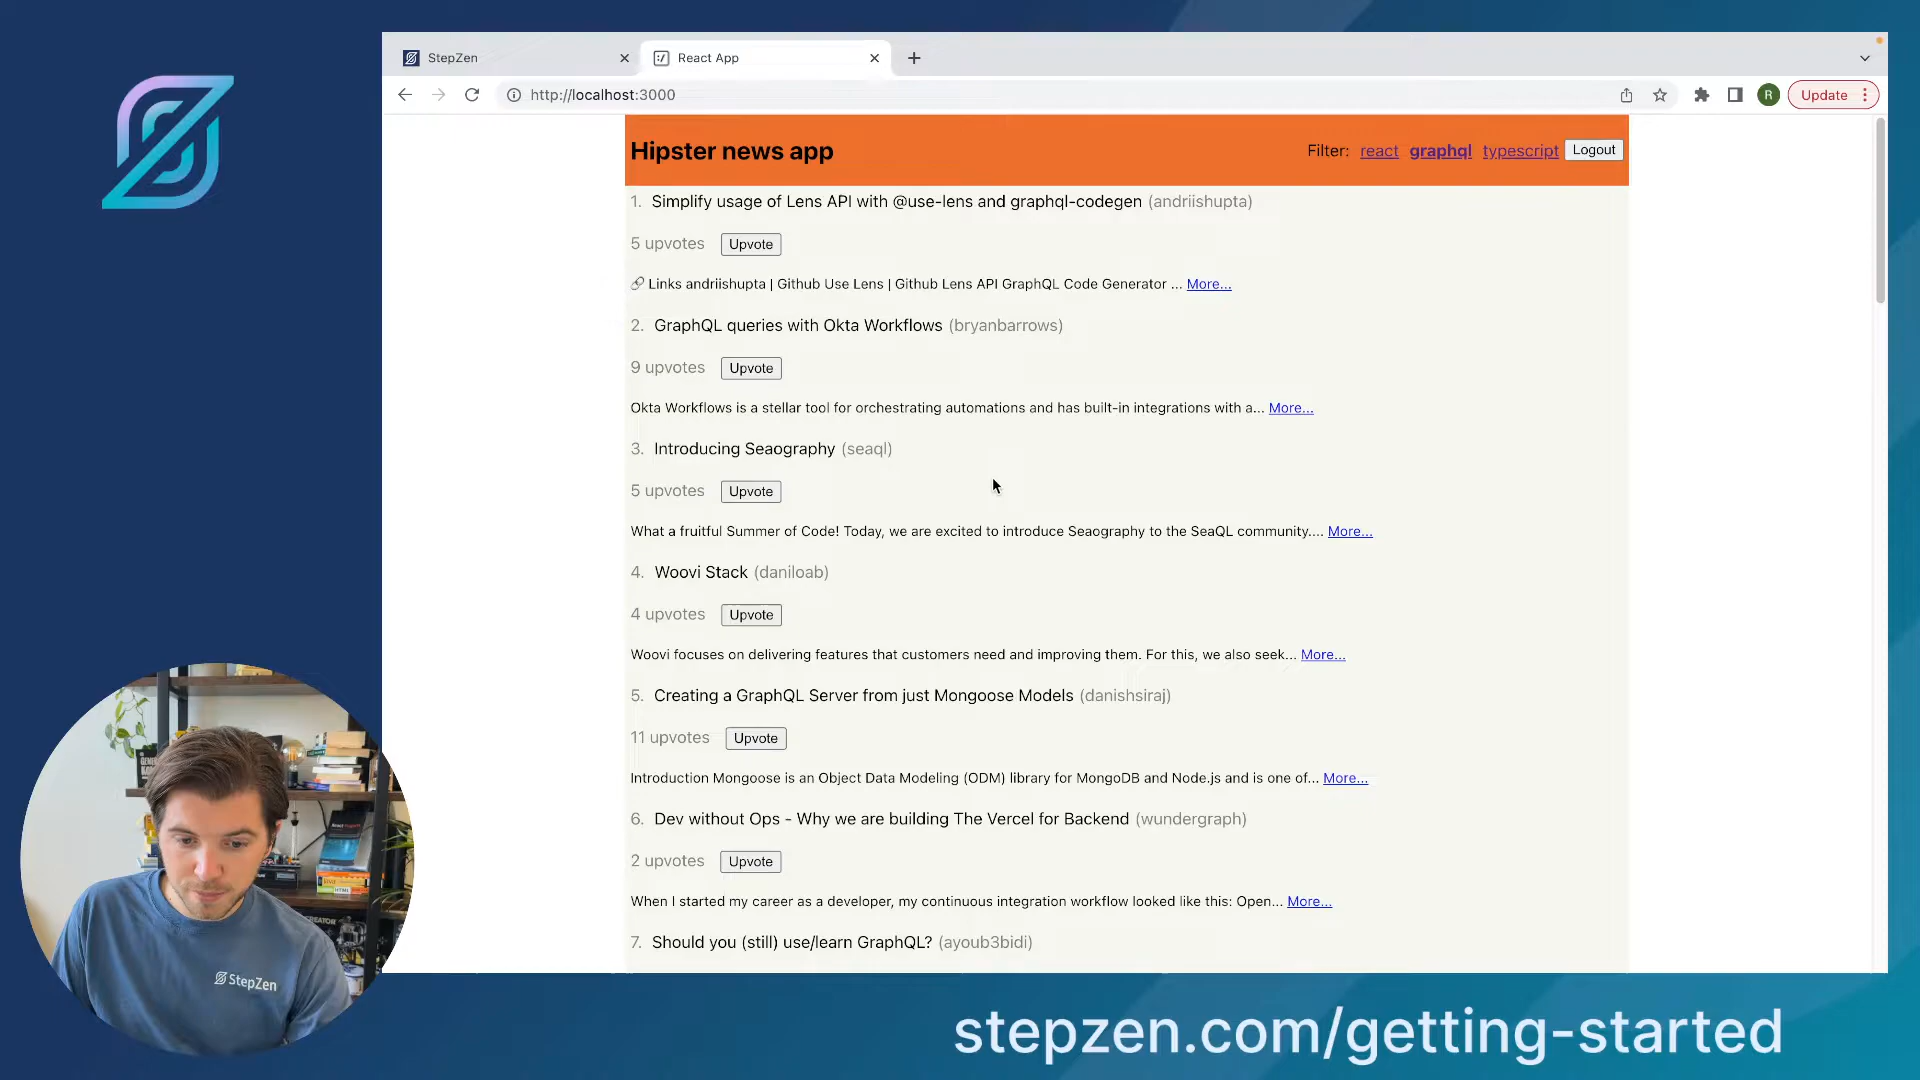 StepZen
React App
http://localhost:3000
R
Update
Hipster news app
Filter: react graphql typescript Logout
1. Simplify usage of Lens API with @use-lens and graphql-codegen (andriishupta)
5 upvotes Upvote
🔗 Links andriishupta | Github Use Lens | Github Lens API GraphQL Code Generator ... More...
2. GraphQL queries with Okta Workflows (bryanbarrows)
9 upvotes Upvote
Okta Workflows is a stellar tool for orchestrating automations and has built-in integrations with a... More...
3. Introducing Seaography (seaql)
5 upvotes Upvote
What a fruitful Summer of Code! Today, we are excited to introduce Seaography to the SeaQL community.... More...
4. Woovi Stack (daniloab)
4 upvotes Upvote
Woovi focuses on delivering features that customers need and improving them. For this, we also seek... More...
5. Creating a GraphQL Server from just Mongoose Models (danishsiraj)
11 upvotes Upvote
Introduction Mongoose is an Object Data Modeling (ODM) library for MongoDB and Node.js and is one of... More...
6. Dev without Ops - Why we are building The Vercel for Backend (wundergraph)
2 upvotes Upvote
When I started my career as a developer, my continuous integration workflow looked like this: Open... More...
7. Should you (still) use/learn GraphQL? (ayoub3bidi)
StepZen
stepzen.com/getting-started